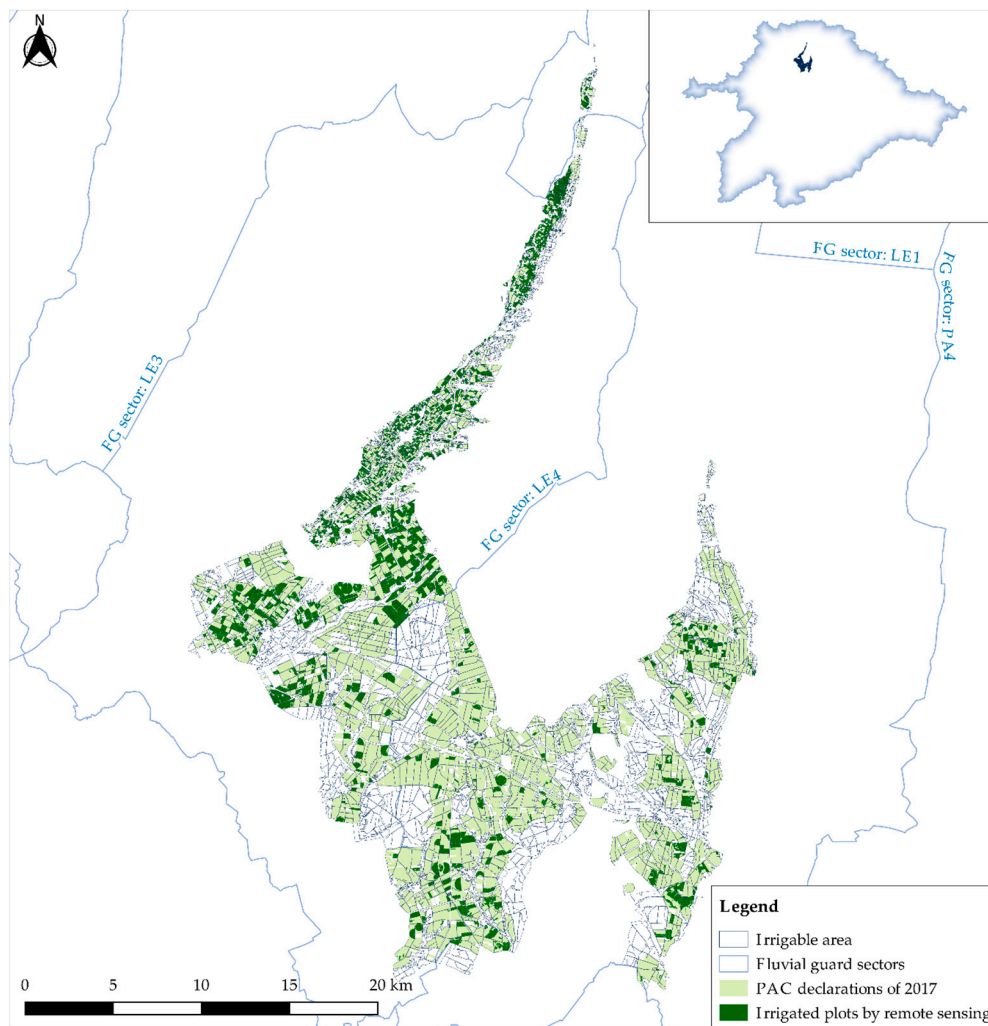 N
FG sector: LE1
FG sector: PA4
FG sector: LE3
FG sector: LE4
Legend
Irrigable area
Fluvial guard sectors
PAC declarations of 2017
Irrigated plots by remote sensing
0 5 10 15 20 km